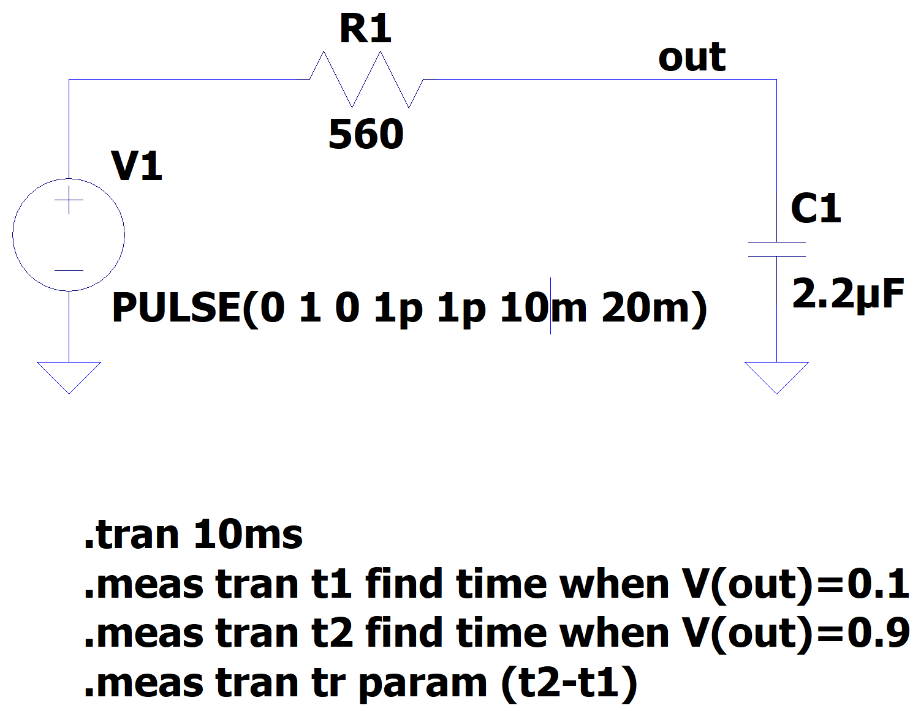 R1
out
560
V1
C1
2.2µF
PULSE(0 1 0 1p 1p 10m 20m)
.tran 10ms
.meas tran t1 find time when V(out)=0.1
.meas tran t2 find time when V(out)=0.9
.meas tran tr param (t2-t1)